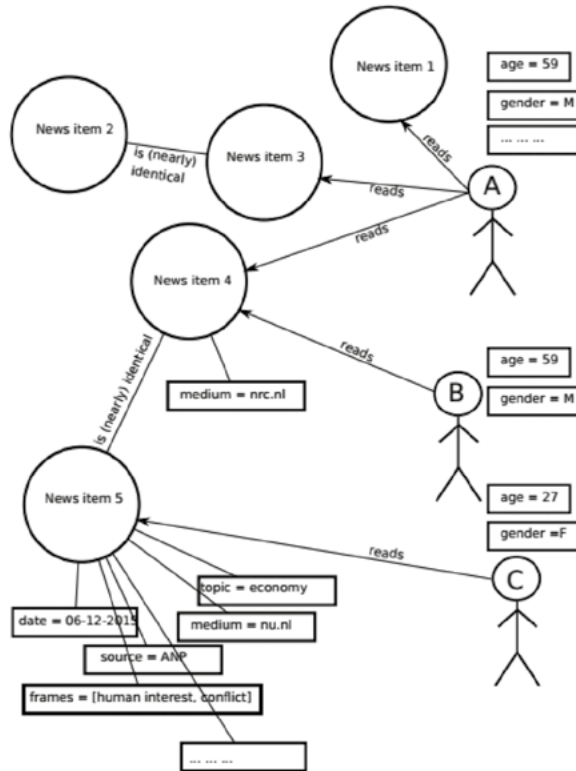 News item 1
age = 59
gender = M
... ... ...
News item 2
is (nearly)
identical
News item 3
reads
reads
reads
A
News item 4
reads
is (nearly) identical
medium = nrc.nl
age = 59
gender = M
B
News item 5
age = 27
gender =F
reads
C
topic = economy
date = 06-12-2015
medium = nu.nl
source = ANP
frames = [human interest, conflict]
... ... ...